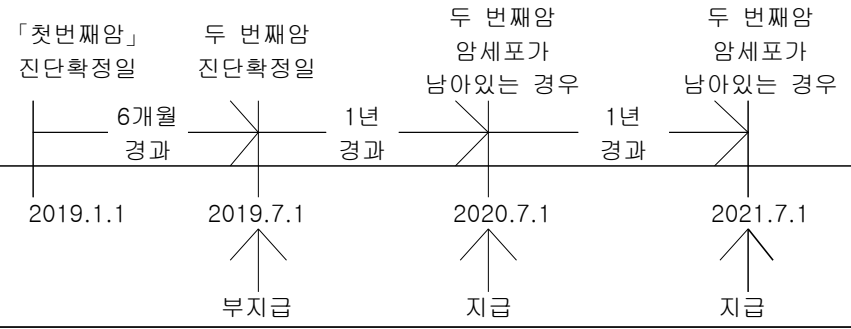 「첫번째암」
진단확정일
두 번째암
진단확정일
두 번째암
암세포가
남아있는 경우
두 번째암
암세포가
남아있는 경우
6개월
경과
1년
경과
1년
경과
2019.1.1
2019.7.1
2020.7.1
2021.7.1
부지급
지급
지급